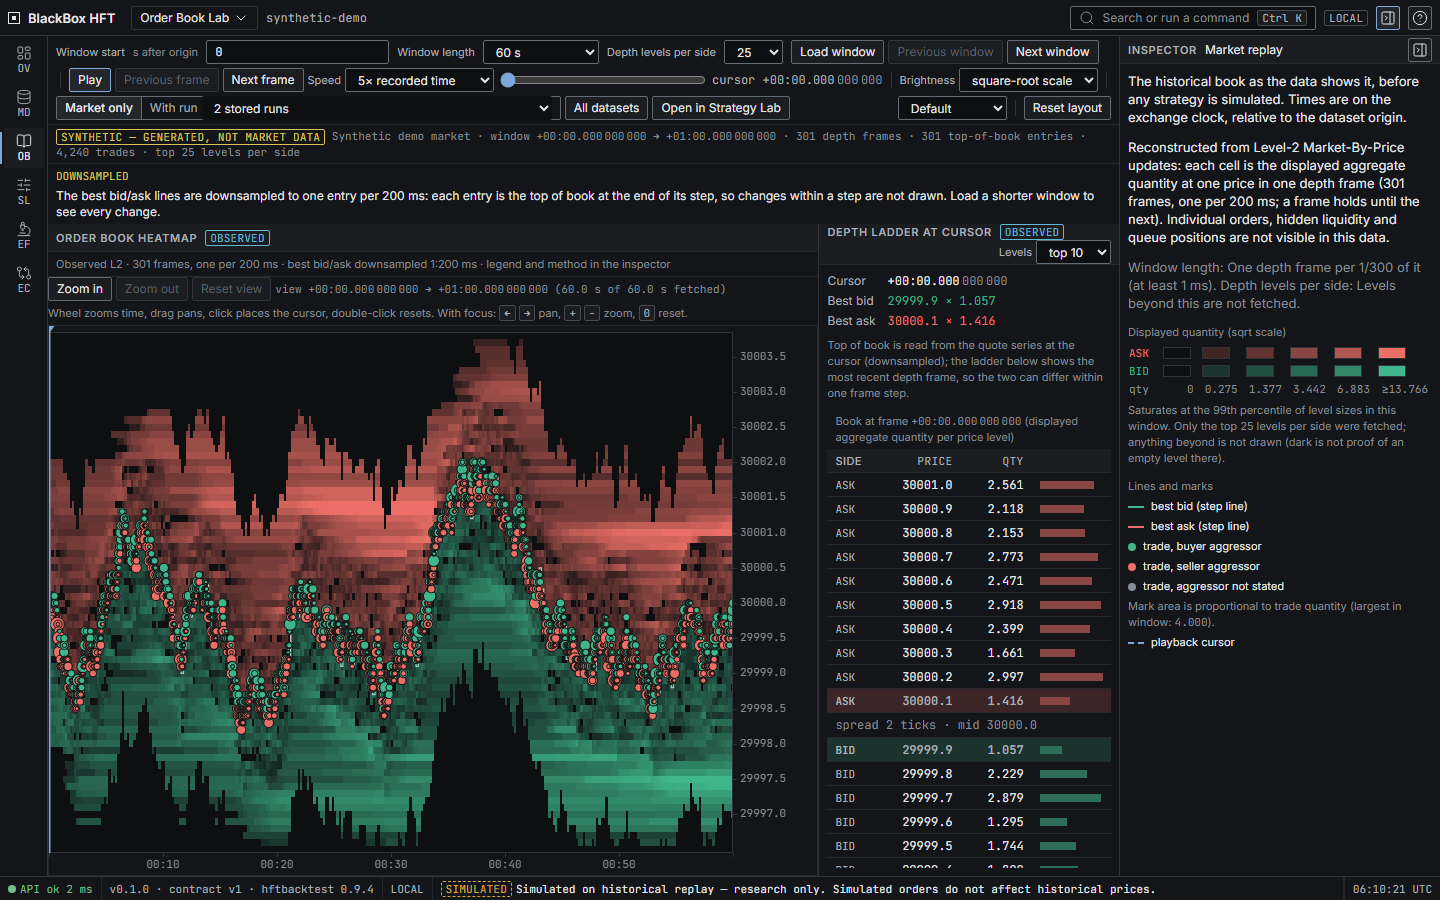 BlackBox HFT
Order Book Lab
synthetic-demo
Search or run a command Ctrl K
LOCAL
OV
MD
OB
SL
EF
EC
Window start s after origin 0
Window length 60 s
Depth levels per side 25
Load window
Previous window
Next window
Play
Previous frame
Next frame
Speed 5× recorded time
cursor +00:00.000 000 000
Brightness square-root scale
Market only
With run 2 stored runs
All datasets
Open in Strategy Lab
Default
Reset layout
SYNTHETIC — GENERATED, NOT MARKET DATA Synthetic demo market · window +00:00.000 000 000 → +01:00.000 000 000 · 301 depth frames · 301 top-of-book entries ·
4,240 trades · top 25 levels per side
DOWNSAMPLED
The best bid/ask lines are downsampled to one entry per 200 ms: each entry is the top of book at the end of its step, so changes within a step are not drawn. Load a shorter window to
see every change.
ORDER BOOK HEATMAP OBSERVED
Observed L2 · 301 frames, one per 200 ms · best bid/ask downsampled 1:200 ms · legend and method in the inspector
Zoom in
Zoom out
Reset view
view +00:00.000 000 000 → +01:00.000 000 000 (60.0 s of 60.0 s fetched)
Wheel zooms time, drag pans, click places the cursor, double-click resets. With focus: ← → pan, + - zoom, 0 reset.
30003.5
30003.0
30002.5
30002.0
30001.5
30001.0
30000.5
30000.0
29999.5
29999.0
29998.5
29998.0
29997.5
29997.0
00:10
00:20
00:30
00:40
00:50
DEPTH LADDER AT CURSOR OBSERVED
Levels top 10
Cursor +00:00.000 000 000
Best bid 29999.9 × 1.057
Best ask 30000.1 × 1.416
Top of book is read from the quote series at the
cursor (downsampled); the ladder below shows the
most recent depth frame, so the two can differ within
one frame step.
Book at frame +00:00.000 000 000 (displayed
aggregate quantity per price level)
SIDE PRICE QTY
ASK 30001.0 2.561
ASK 30000.9 2.118
ASK 30000.8 2.153
ASK 30000.7 2.773
ASK 30000.6 2.471
ASK 30000.5 2.918
ASK 30000.4 2.399
ASK 30000.3 1.661
ASK 30000.2 2.997
ASK 30000.1 1.416
spread 2 ticks · mid 30000.0
BID 29999.9 1.057
BID 29999.8 2.229
BID 29999.7 2.879
BID 29999.6 1.295
BID 29999.5 1.744
INSPECTOR Market replay
The historical book as the data shows it, before
any strategy is simulated. Times are on the
exchange clock, relative to the dataset origin.
Reconstructed from Level-2 Market-By-Price
updates: each cell is the displayed aggregate
quantity at one price in one depth frame (301
frames, one per 200 ms; a frame holds until the
next). Individual orders, hidden liquidity and
queue positions are not visible in this data.
Window length: One depth frame per 1/300 of it
(at least 1 ms). Depth levels per side: Levels
beyond this are not fetched.
Displayed quantity (sqrt scale)
ASK
BID
qty 0 0.275 1.377 3.442 6.883 ≥13.766
Saturates at the 99th percentile of level sizes in this
window. Only the top 25 levels per side were fetched;
anything beyond is not drawn (dark is not proof of an
empty level there).
Lines and marks
best bid (step line)
best ask (step line)
trade, buyer aggressor
trade, seller aggressor
trade, aggressor not stated
Mark area is proportional to trade quantity (largest in
window: 4.000).
playback cursor
API ok 2 ms
v0.1.0 · contract v1 · hftbacktest 0.9.4
LOCAL
SIMULATED Simulated on historical replay — research only. Simulated orders do not affect historical prices.
06:10:21 UTC